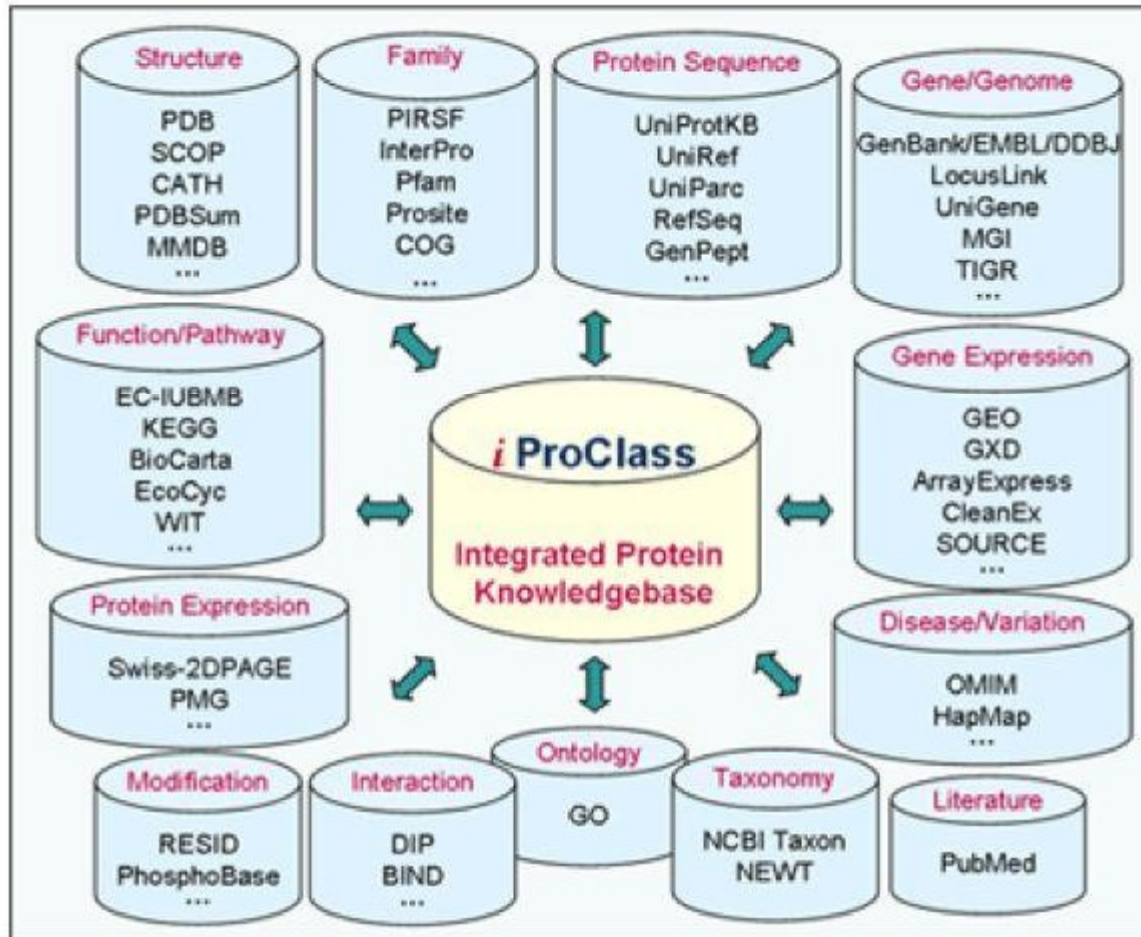 Structure
PDB
SCOP
CATH
PDBSum
MMDB
...
Family
PIRSF
InterPro
Pfam
Prosite
COG
...
Protein Sequence
UniProtKB
UniRef
UniParc
RefSeq
GenPept
...
Gene/Genome
GenBank/EMBL/DDBJ
LocusLink
UniGene
MGI
TIGR
...
Function/Pathway
EC-IUBMB
KEGG
BioCarta
EcoCyc
WIT
...
i ProClass
Integrated Protein
Knowledgebase
Gene Expression
GEO
GXD
ArrayExpress
CleanEx
SOURCE
...
Protein Expression
Swiss-2DPAGE
PMG
...
Disease/Variation
OMIM
HapMap
...
Modification
RESID
PhosphoBase
...
Interaction
DIP
BIND
...
Ontology
GO
Taxonomy
NCBI Taxon
NEWT
Literature
PubMed